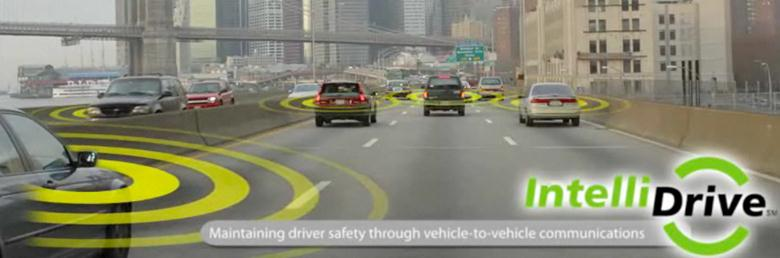 IntelliDrive SM
Maintaining driver safety through vehicle-to-vehicle communications